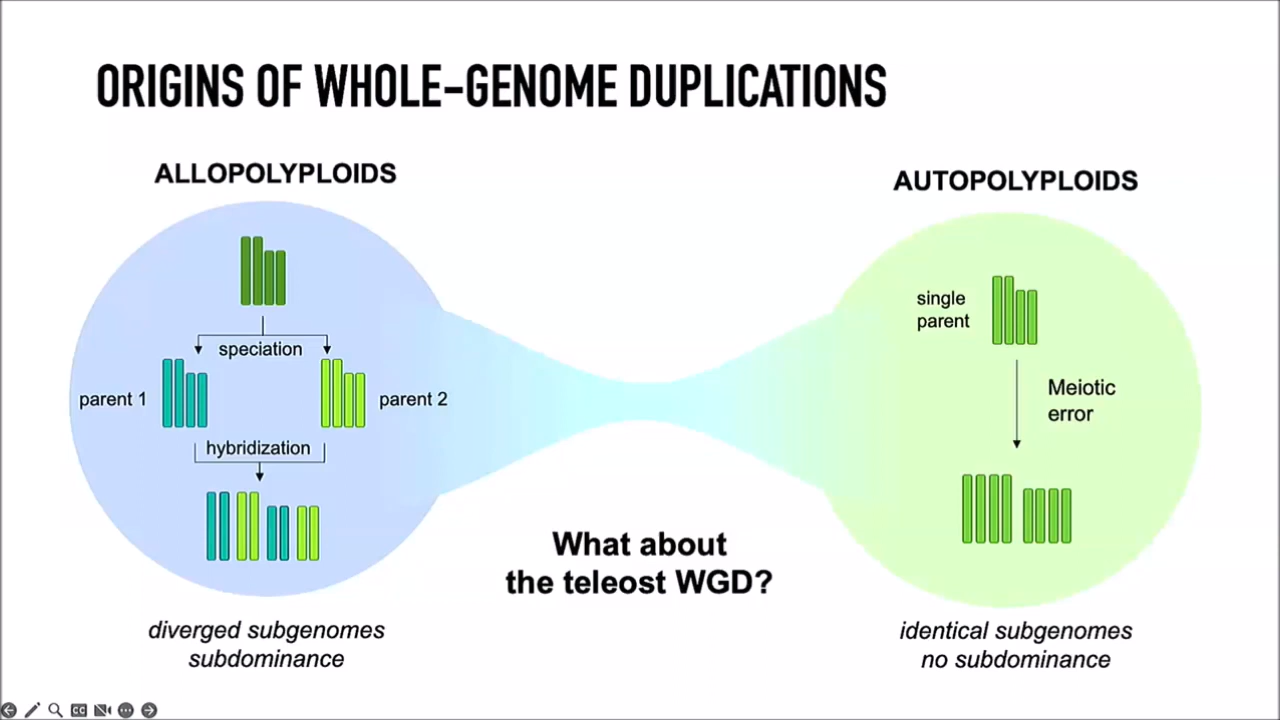 ORIGINS OF WHOLE-GENOME DUPLICATIONS
ALLOPOLYPLOIDS
speciation
parent 1
parent 2
hybridization
diverged subgenomes
subdominance
What about
the teleost WGD?
AUTOPOLYPLOIDS
single
parent
Meiotic
error
identical subgenomes
no subdominance
CC